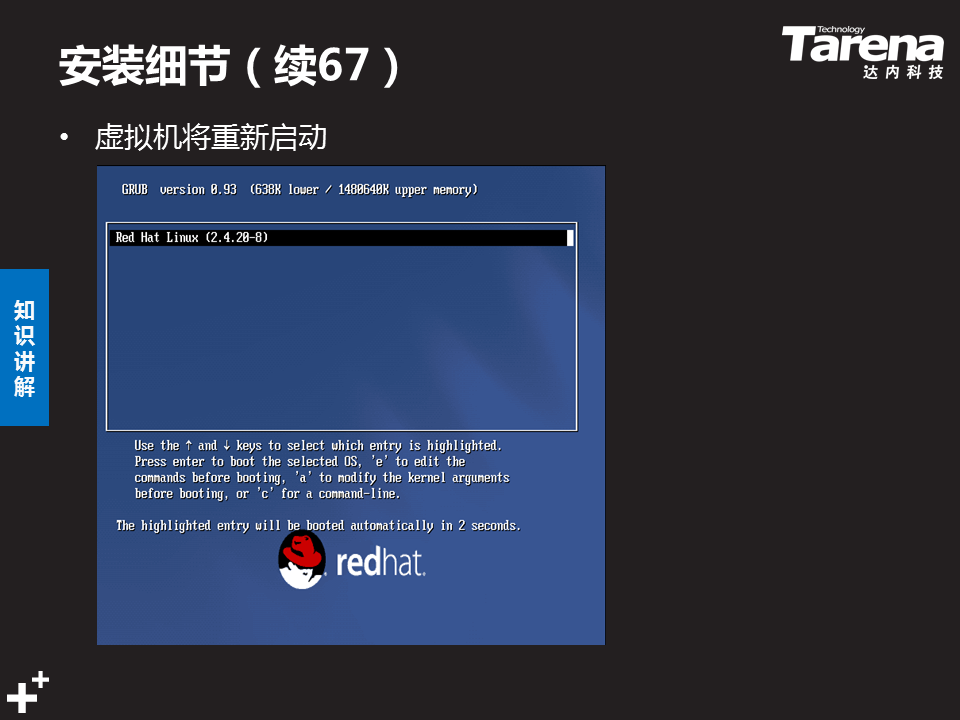 安装细节（续67）
Technology
Tarena
达内科技
• 虚拟机将重新启动
GRUB version 0.93 (638K lower / 1480640K upper memory)
Red Hat Linux (2.4.20-8)
知
识
讲
解
Use the ↑ and ↓ keys to select which entry is highlighted.
Press enter to boot the selected OS, 'e' to edit the
commands before booting, 'a' to modify the kernel arguments
before booting, or 'c' for a command-line.
The highlighted entry will be booted automatically in 2 seconds.
redhat.